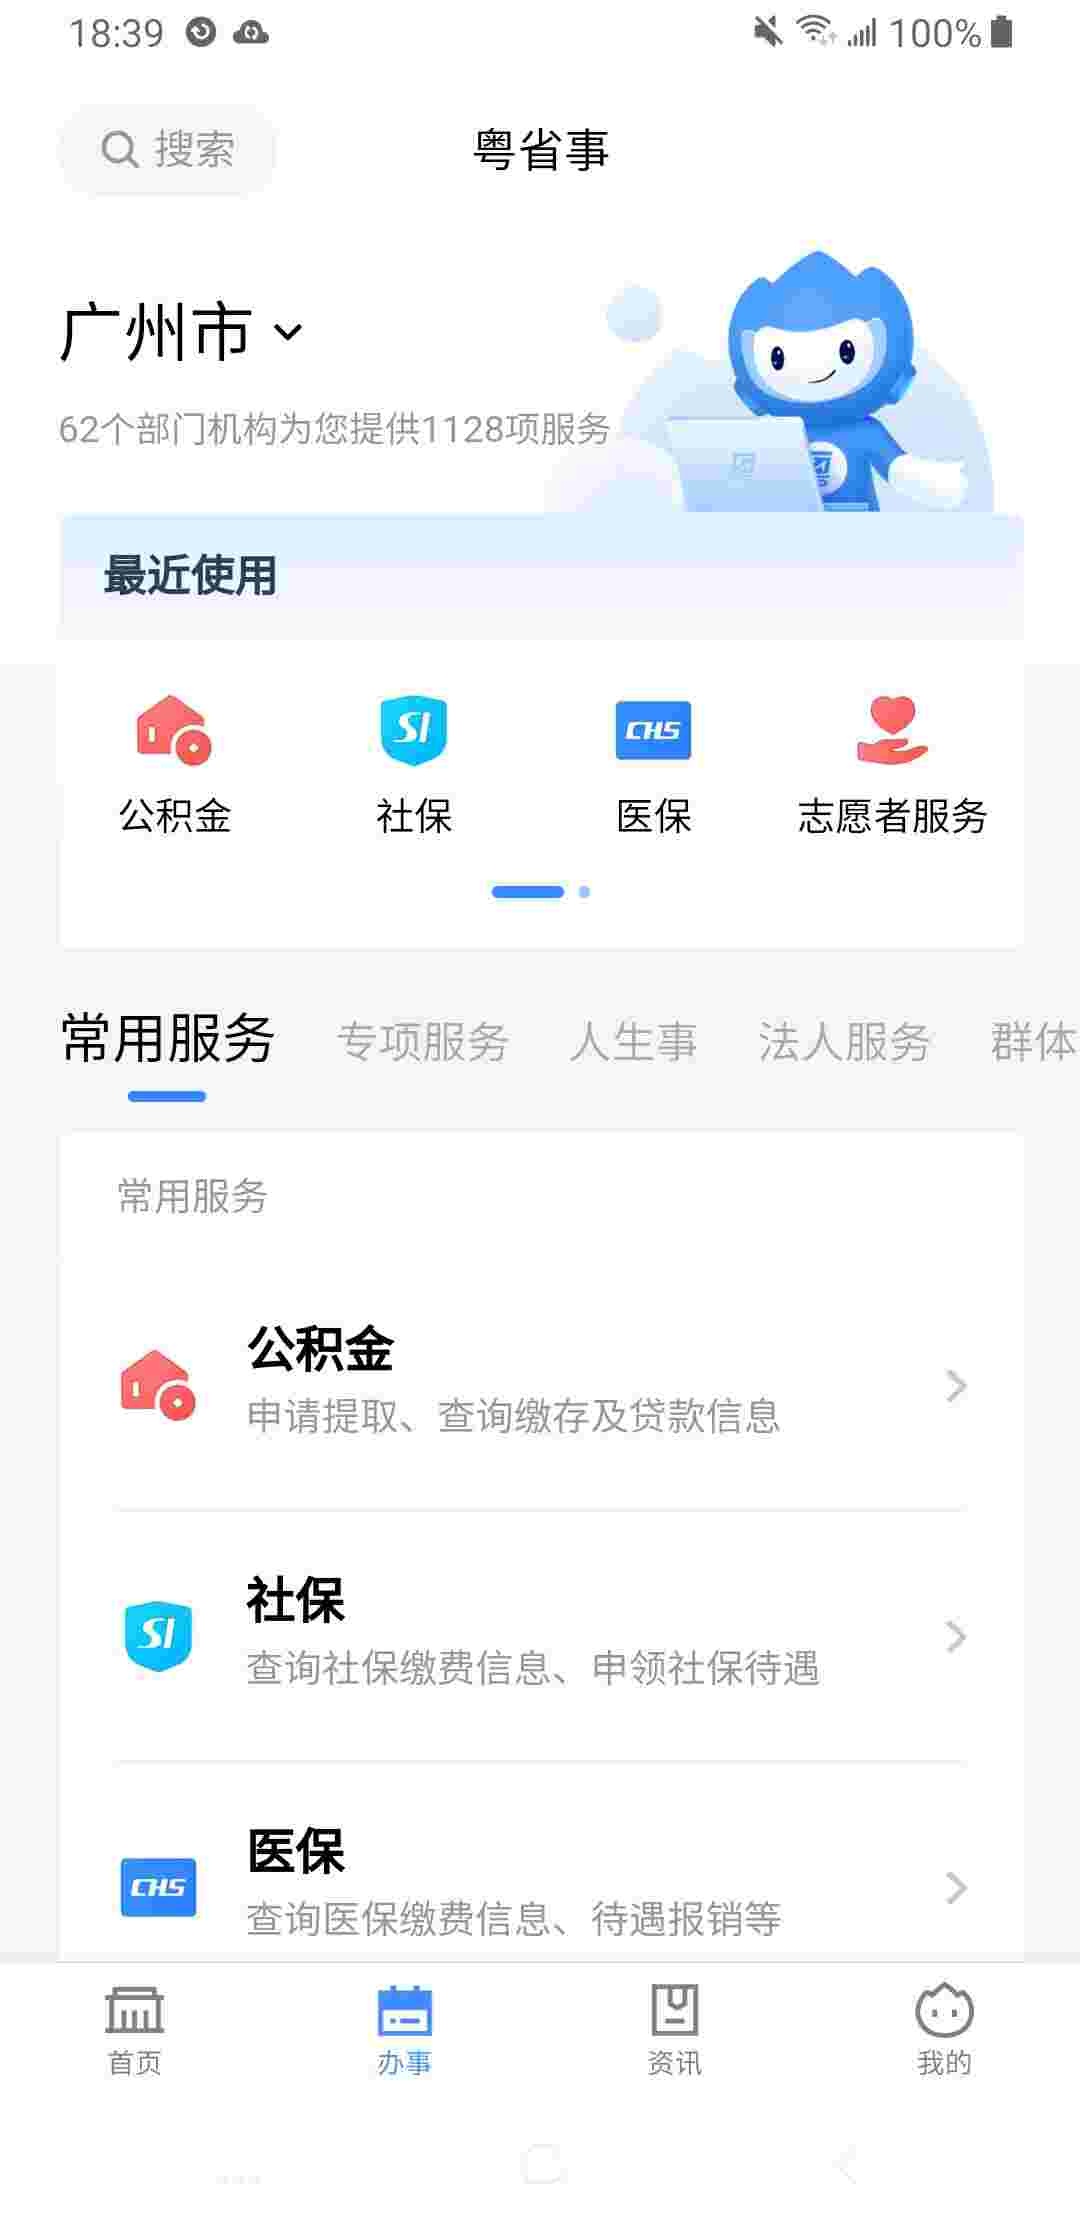 18:39 100%
搜索 粤省事
广州市
62个部门机构为您提供1128项服务
最近使用
SI CHS
公积金 社保 医保 志愿者服务
常用服务 专项服务 人生事 法人服务 群体
常用服务
公积金
申请提取、查询缴存及贷款信息
社保
SI
查询社保缴费信息、申领社保待遇
医保
CHS
查询医保缴费信息、待遇报销等
首页 办事 资讯 我的